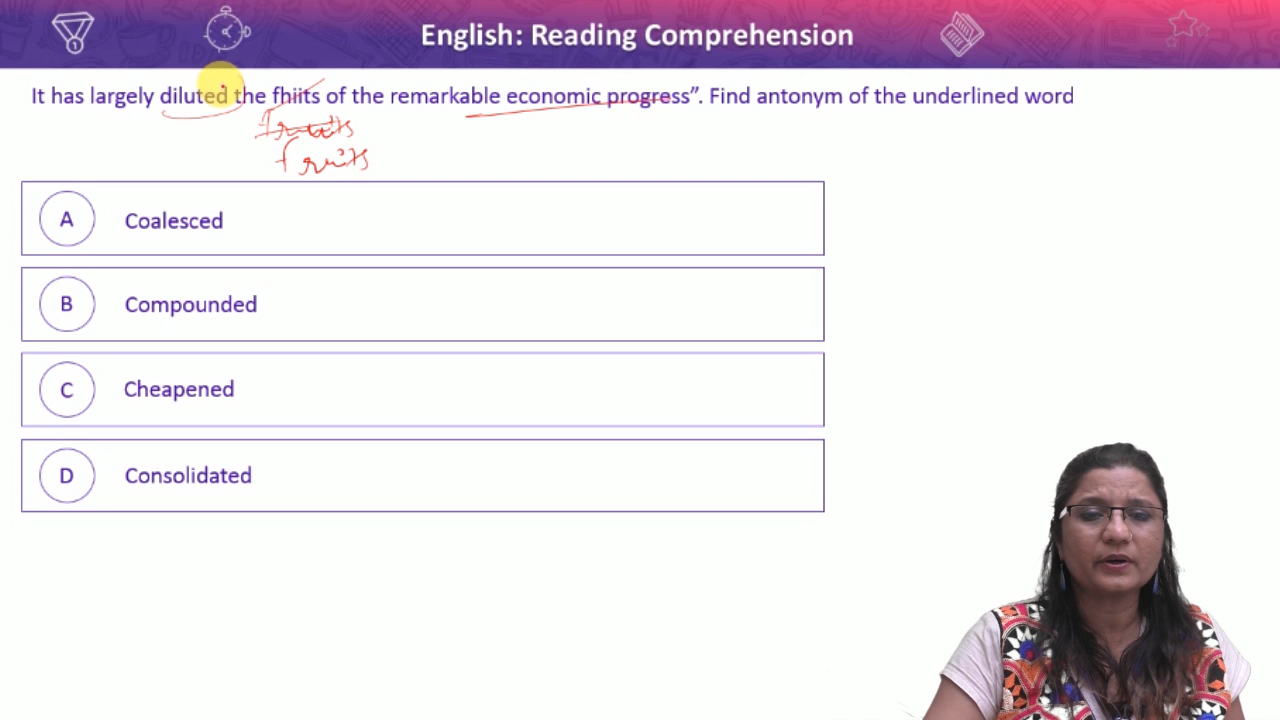 English: Reading Comprehension
It has largely diluted the fhiits of the remarkable economic progress”. Find antonym of the underlined word
fruits
A Coalesced
B Compounded
C Cheapened
D Consolidated